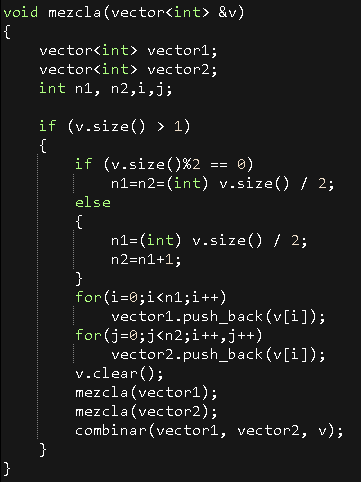 void mezcla(vector<int> &v)
{
    vector<int> vector1;
    vector<int> vector2;
    int n1, n2,i,j;

    if (v.size() > 1)
    {
        if (v.size()%2 == 0)
            n1=n2=(int) v.size() / 2;
        else
        {
            n1=(int) v.size() / 2;
            n2=n1+1;
        }
        for(i=0;i<n1;i++)
            vector1.push_back(v[i]);
        for(j=0;j<n2;i++,j++)
            vector2.push_back(v[i]);
        v.clear();
        mezcla(vector1);
        mezcla(vector2);
        combinar(vector1, vector2, v);
    }
}